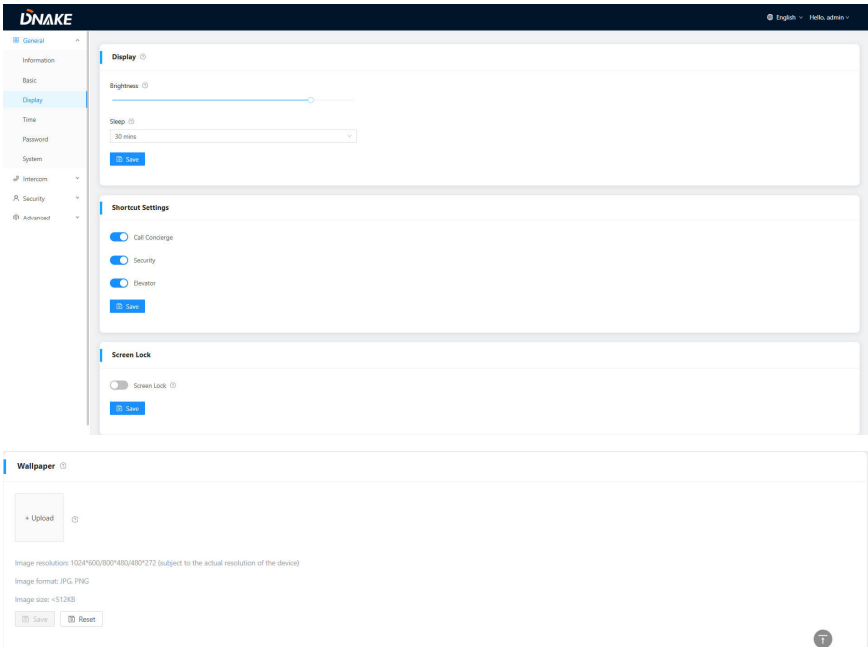 DNAKE
English
Hello, admin
General
Information
Basic
Display
Time
Password
System
Intercom
Security
Advanced
Display
Brightness
Sleep
30 mins
Save
Shortcut Settings
Call Concierge
Security
Elevator
Save
Screen Lock
Screen Lock
Save
Wallpaper
+ Upload
Image resolution: 1024*600/800*480/480*272 (subject to the actual resolution of the device)
Image format: JPG, PNG
Image size: <512KB
Save
Reset